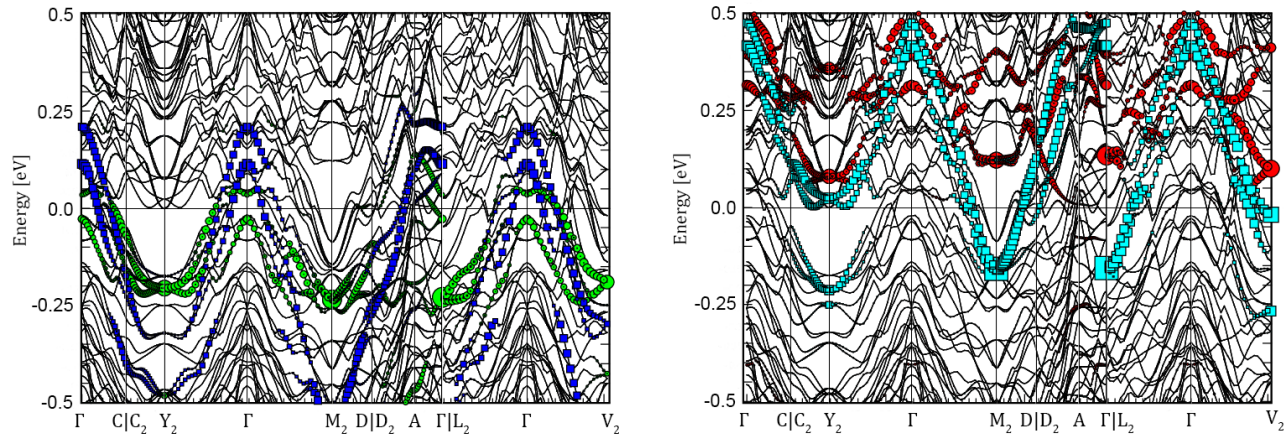 0.5
0.25
0.0
-0.25
-0.5
Energy [eV]
Γ C|C₂ Y₂ Γ M₂ D|D₂ A Γ|L₂ Γ V₂
0.5
0.25
0.0
-0.25
-0.5
Energy [eV]
Γ C|C₂ Y₂ Γ M₂ D|D₂ A Γ|L₂ Γ V₂